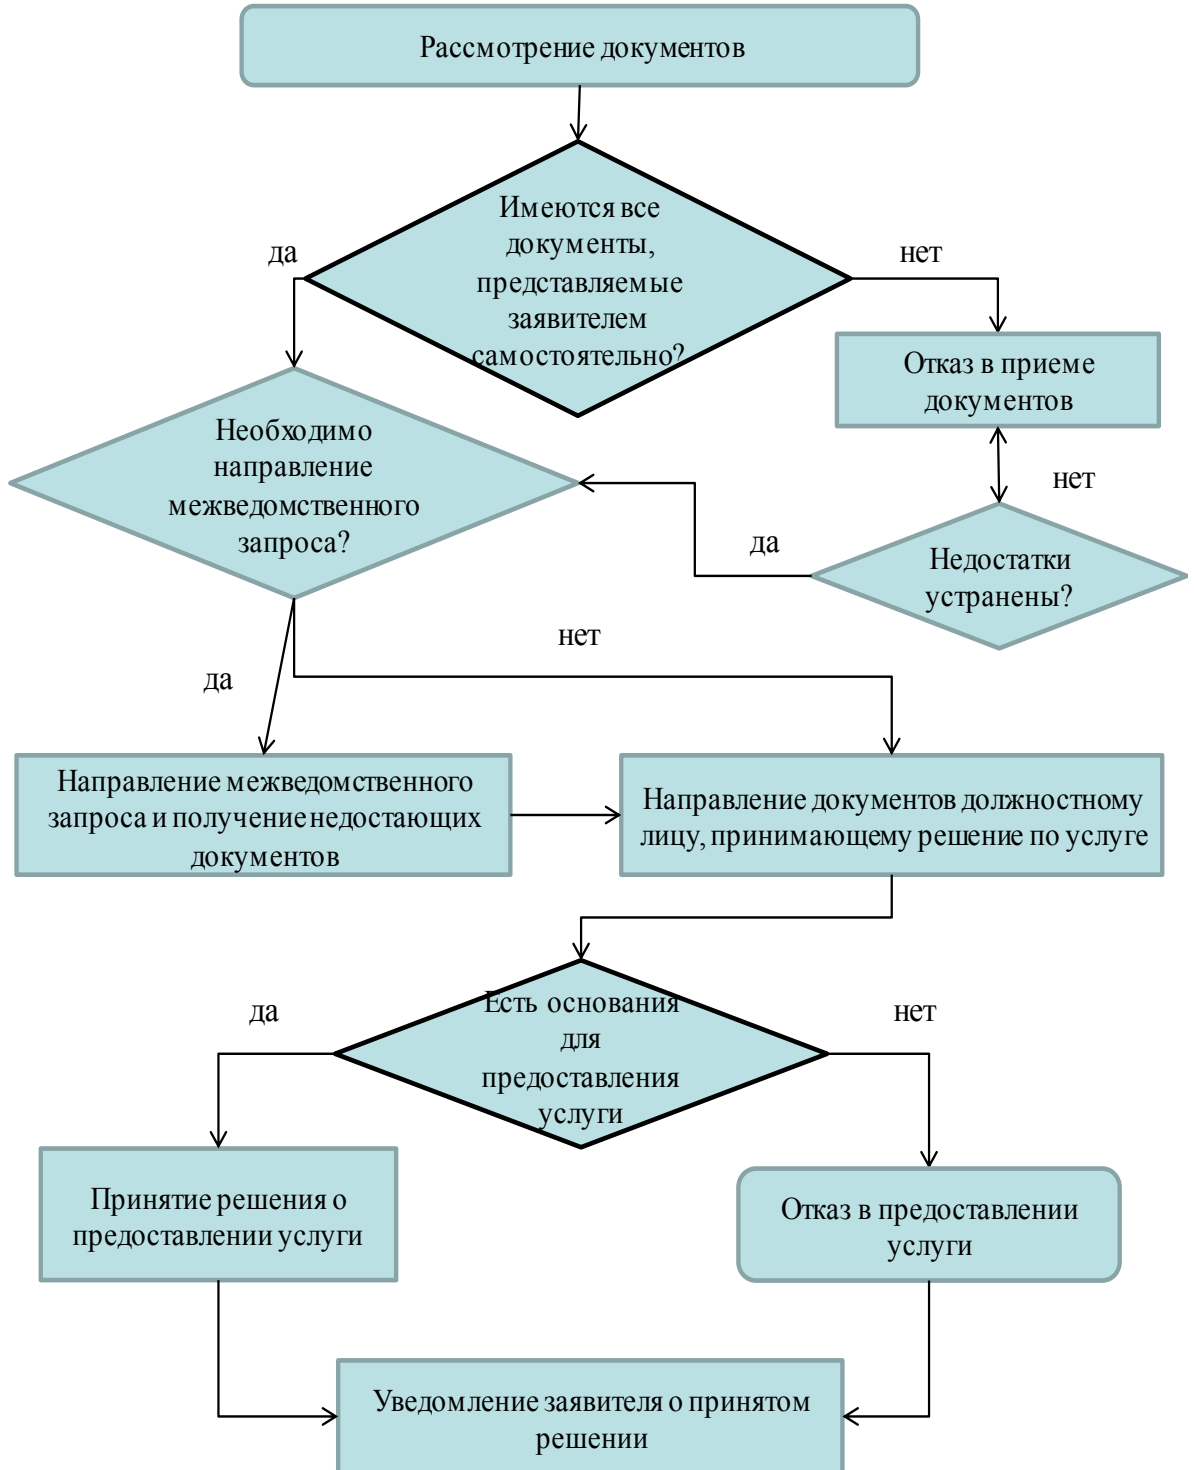 Рассмотрение документов
Имеются все
документы,
представляемые
заявителем
самостоятельно?
да
нет
Отказ в приеме
документов
Необходимо
направление
межведомственного
запроса?
нет
да
Недостатки
устранены?
нет
да
Направление межведомственного
запроса и получение недостающих
документов
Направление документов должностному
лицу, принимающему решение по услуге
Есть основания
для
предоставления
услуги
да
нет
Принятие решения о
предоставлении услуги
Отказ в предоставлении
услуги
Уведомление заявителя о принятом
решении